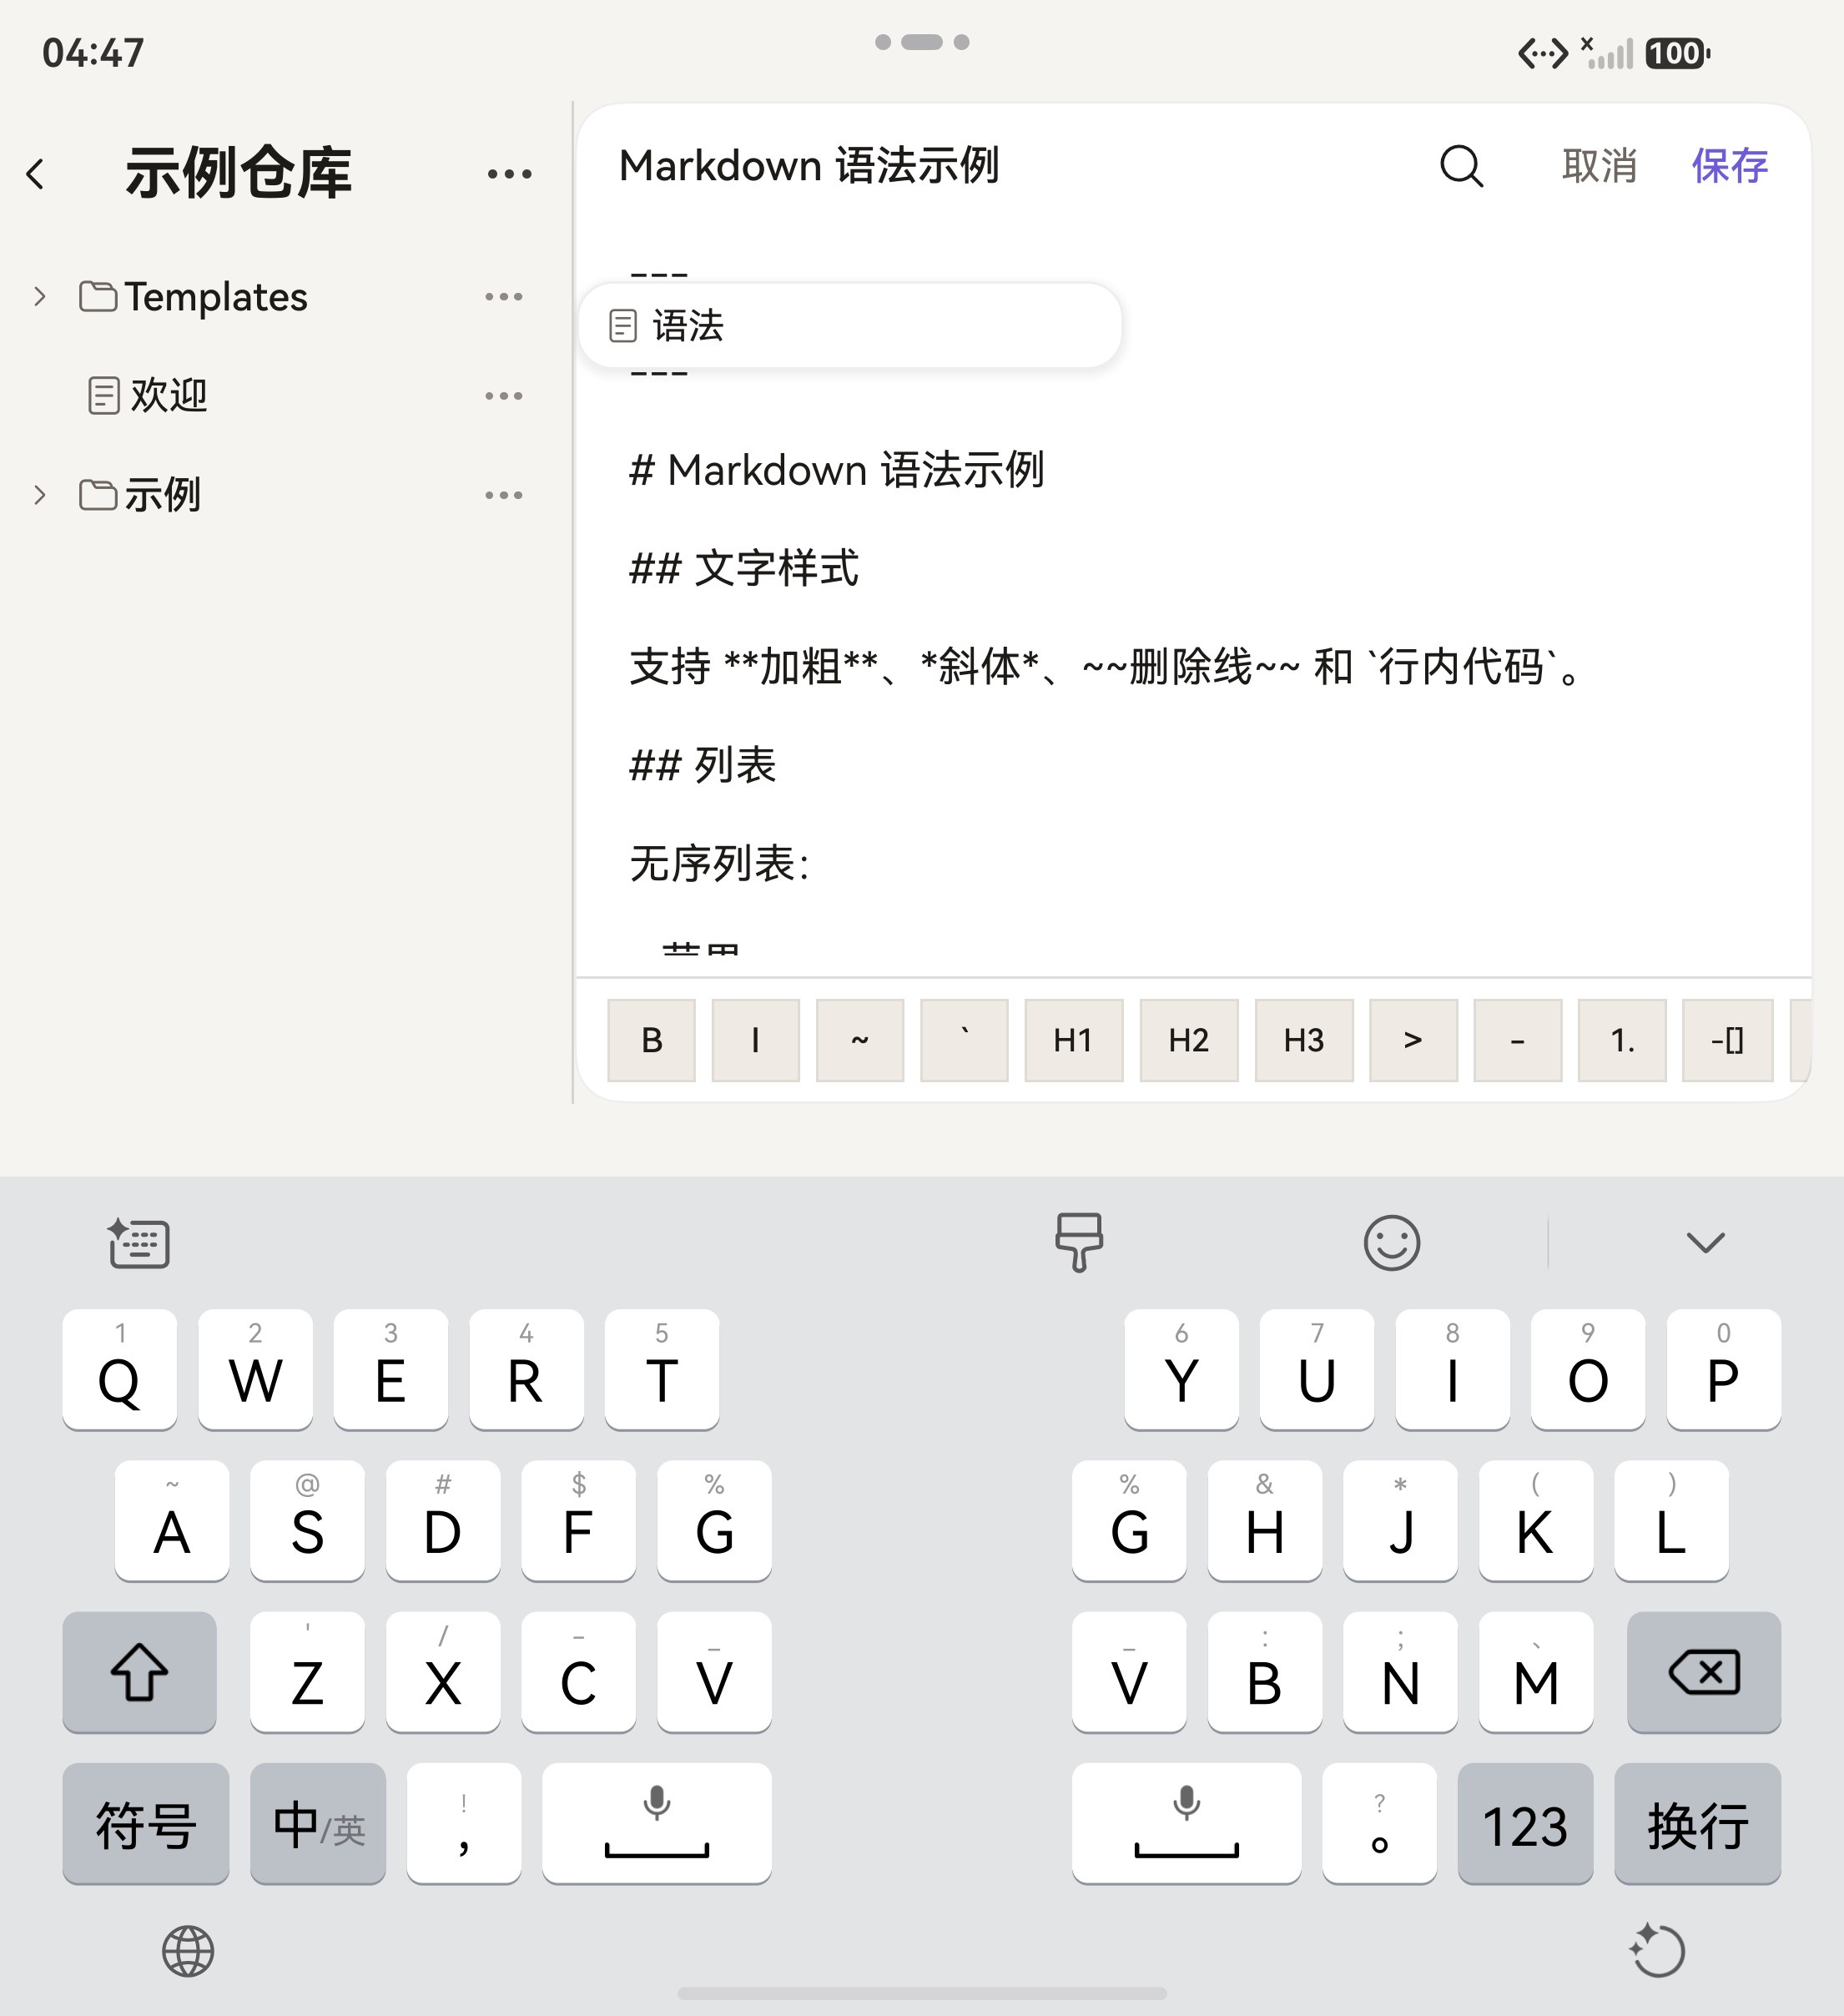 04:47
100
示例仓库
Templates
欢迎
示例
Markdown 语法示例
取消
保存
---
语法
---
# Markdown 语法示例
## 文字样式
支持 **加粗**、*斜体*、~~删除线~~ 和 `行内代码`。
## 列表
无序列表:
B I ~ ` H1 H2 H3 > - 1. -[]
1 2 3 4 5 6 7 8 9 0
Q W E R T Y U I O P
~ @ # $ % % & * ( )
A S D F G G H J K L
' / - _ _ : ; 、
Z X C V V B N M
! ?
符号 中/英 , 。 123 换行